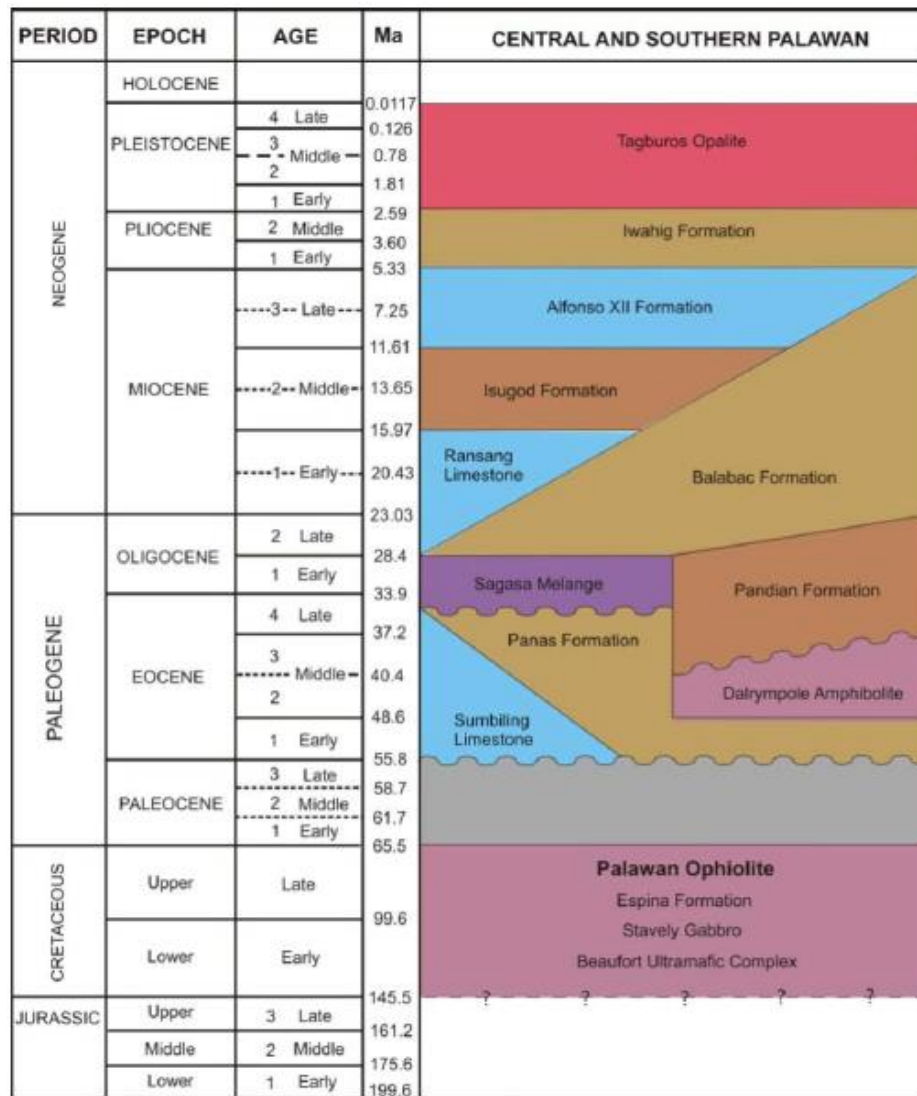 PERIOD EPOCH AGE Ma CENTRAL AND SOUTHERN PALAWAN
HOLOCENE
0.0117
4 Late
0.126
PLEISTOCENE
3
Middle
0.78
2
1.81
1 Early
2.59
Tagburos Opalite
PLIOCENE
2 Middle
3.60
1 Early
5.33
Iwahig Formation
NEOGENE
MIOCENE
3 Late
7.25
11.61
Alfonso XII Formation
2 Middle
13.65
15.97
Isugod Formation
1 Early
20.43
23.03
Ransang
Limestone
Balabac Formation
PALEOGENE
OLIGOCENE
2 Late
28.4
1 Early
33.9
Sagasa Melange
Pandian Formation
EOCENE
4 Late
37.2
3
Middle
40.4
2
48.6
1 Early
55.8
Panas Formation
Dalrympole Amphibolite
Sumbiling
Limestone
PALEOCENE
3 Late
58.7
2 Middle
61.7
1 Early
65.5
CRETACEOUS
Upper
Late
99.6
Lower
Early
145.5
Palawan Ophiolite
Espina Formation
Stavely Gabbro
Beaufort Ultramafic Complex
? ? ? ? ?
JURASSIC
Upper
3 Late
161.2
Middle
2 Middle
175.6
Lower
1 Early
199.6